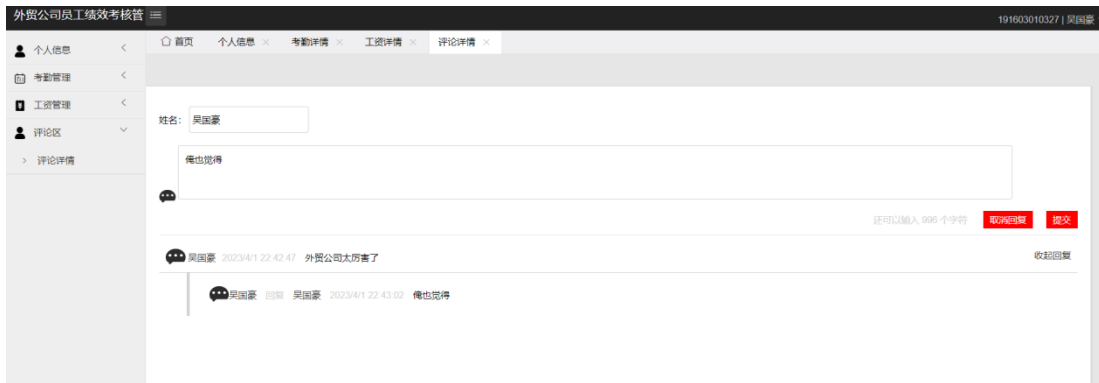 外贸公司员工绩效考核管
191603010327 | 吴国豪
首页 个人信息 × 考勤详情 × 工资详情 × 评论详情 ×
个人信息
考勤管理
工资管理
评论区
评论详情
姓名: 吴国豪
俺也觉得
还可以输入 996 个字符 取消回复 提交
吴国豪 2023/4/1 22:42:47 外贸公司太厉害了 收起回复
吴国豪 回复 吴国豪 2023/4/1 22:43:02 俺也觉得